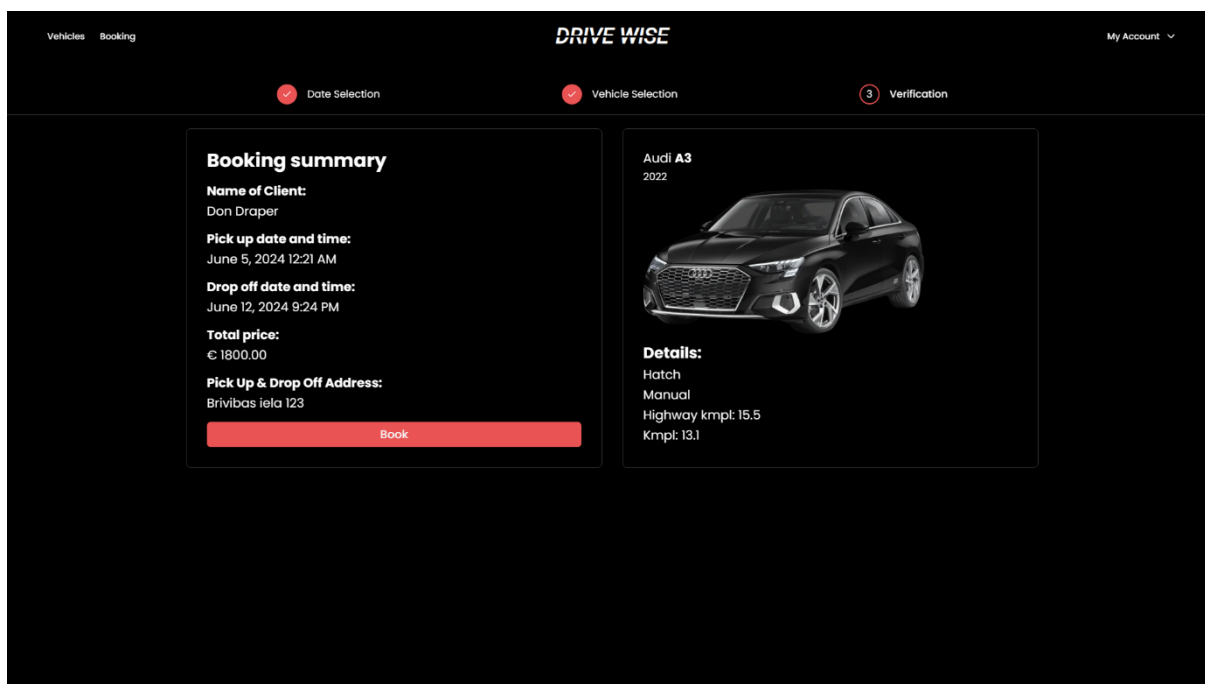 Vehicles Booking
DRIVE WISE
My Account
Date Selection
Vehicle Selection
3 Verification
Booking summary
Name of Client:
Don Draper
Pick up date and time:
June 5, 2024 12:21 AM
Drop off date and time:
June 12, 2024 9:24 PM
Total price:
€ 1800.00
Pick Up & Drop Off Address:
Brivibas iela 123
Book
Audi A3
2022
Details:
Hatch
Manual
Highway kmpl: 15.5
Kmpl: 13.1